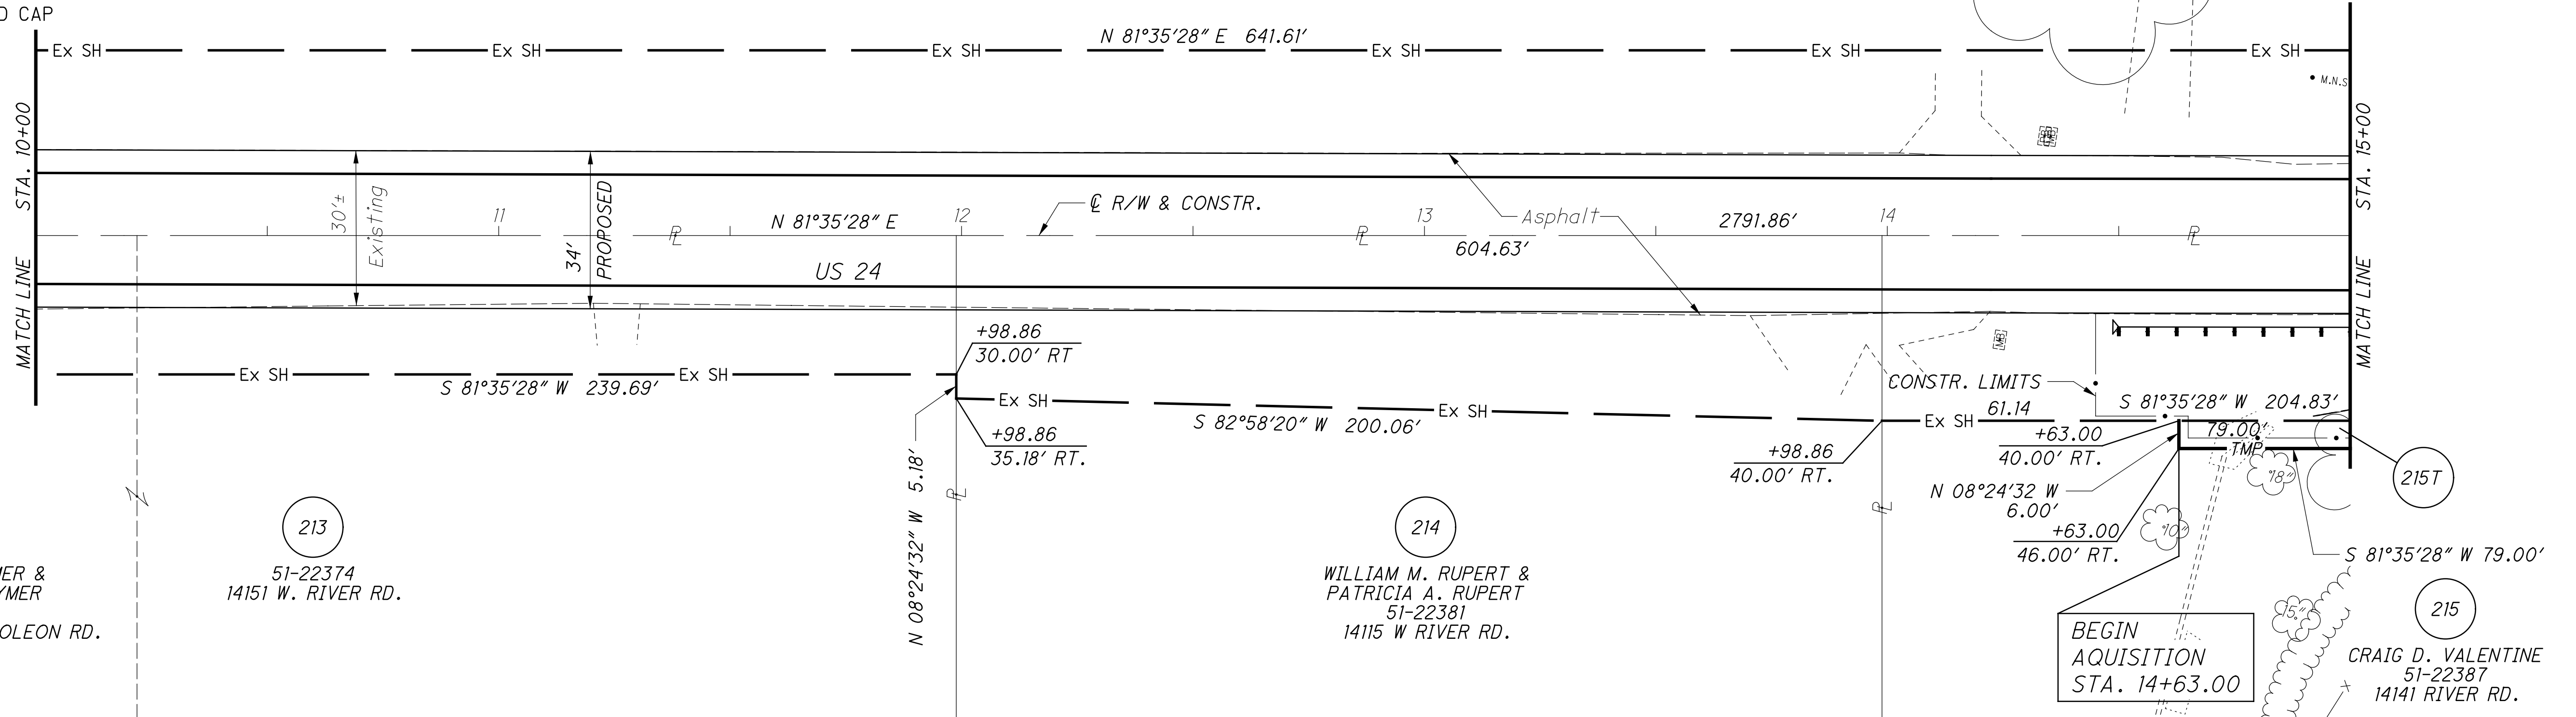 D CAP
Ex SH
Ex SH
Ex SH
N 81°35'28" E 641.61'
Ex SH
Ex SH
Ex SH
M.N.S
STA. 10+00
MATCH LINE
STA. 15+00
MATCH LINE
30'±
Existing
34'
PROPOSED
11
12
13
14
N 81°35'28" E
℄ R/W & CONSTR.
Asphalt
2791.86'
604.63'
US 24
MB
+98.86
30.00' RT
Ex SH
S 81°35'28" W 239.69'
Ex SH
Ex SH
+98.86
35.18' RT.
N 08°24'32" W 5.18'
S 82°58'20" W 200.06'
Ex SH
+98.86
40.00' RT.
CONSTR. LIMITS
Ex SH
61.14
S 81°35'28" W 204.83'
+63.00
40.00' RT.
79.00'
TMP
N 08°24'32 W
6.00'
+63.00
46.00' RT.
18"
10"
15"
215T
S 81°35'28" W 79.00'
213
51-22374
14151 W. RIVER RD.
214
WILLIAM M. RUPERT &
PATRICIA A. RUPERT
51-22381
14115 W RIVER RD.
215
CRAIG D. VALENTINE
51-22387
14141 RIVER RD.
BEGIN
AQUISITION
STA. 14+63.00
MER &
YMER
OLEON RD.